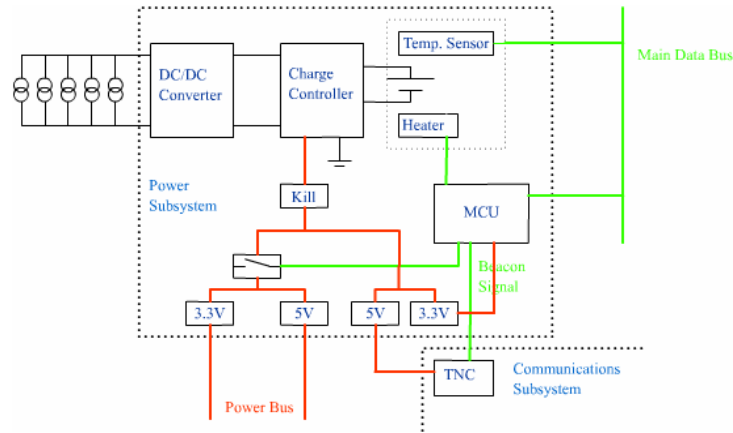 Temp. Sensor
Main Data Bus
DC/DC
Converter
Charge
Controller
Heater
Power
Subsystem
Kill
MCU
Beacon
Signal
3.3V
5V
5V
3.3V
TNC
Communications
Subsystem
Power Bus